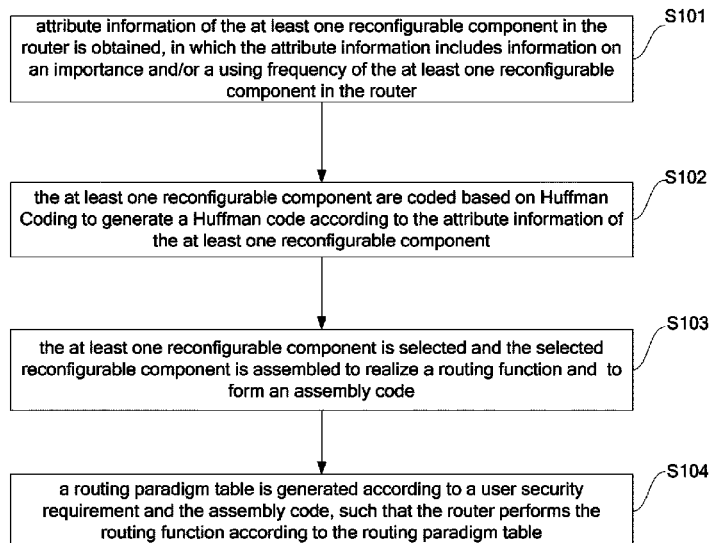 attribute information of the at least one reconfigurable component in the
router is obtained, in which the attribute information includes information on
an importance and/or a using frequency of the at least one reconfigurable
component in the router
S101
the at least one reconfigurable component are coded based on Huffman
Coding to generate a Huffman code according to the attribute information of
the at least one reconfigurable component
S102
the at least one reconfigurable component is selected and the selected
reconfigurable component is assembled to realize a routing function and to
form an assembly code
S103
a routing paradigm table is generated according to a user security
requirement and the assembly code, such that the router performs the
routing function according to the routing paradigm table
S104